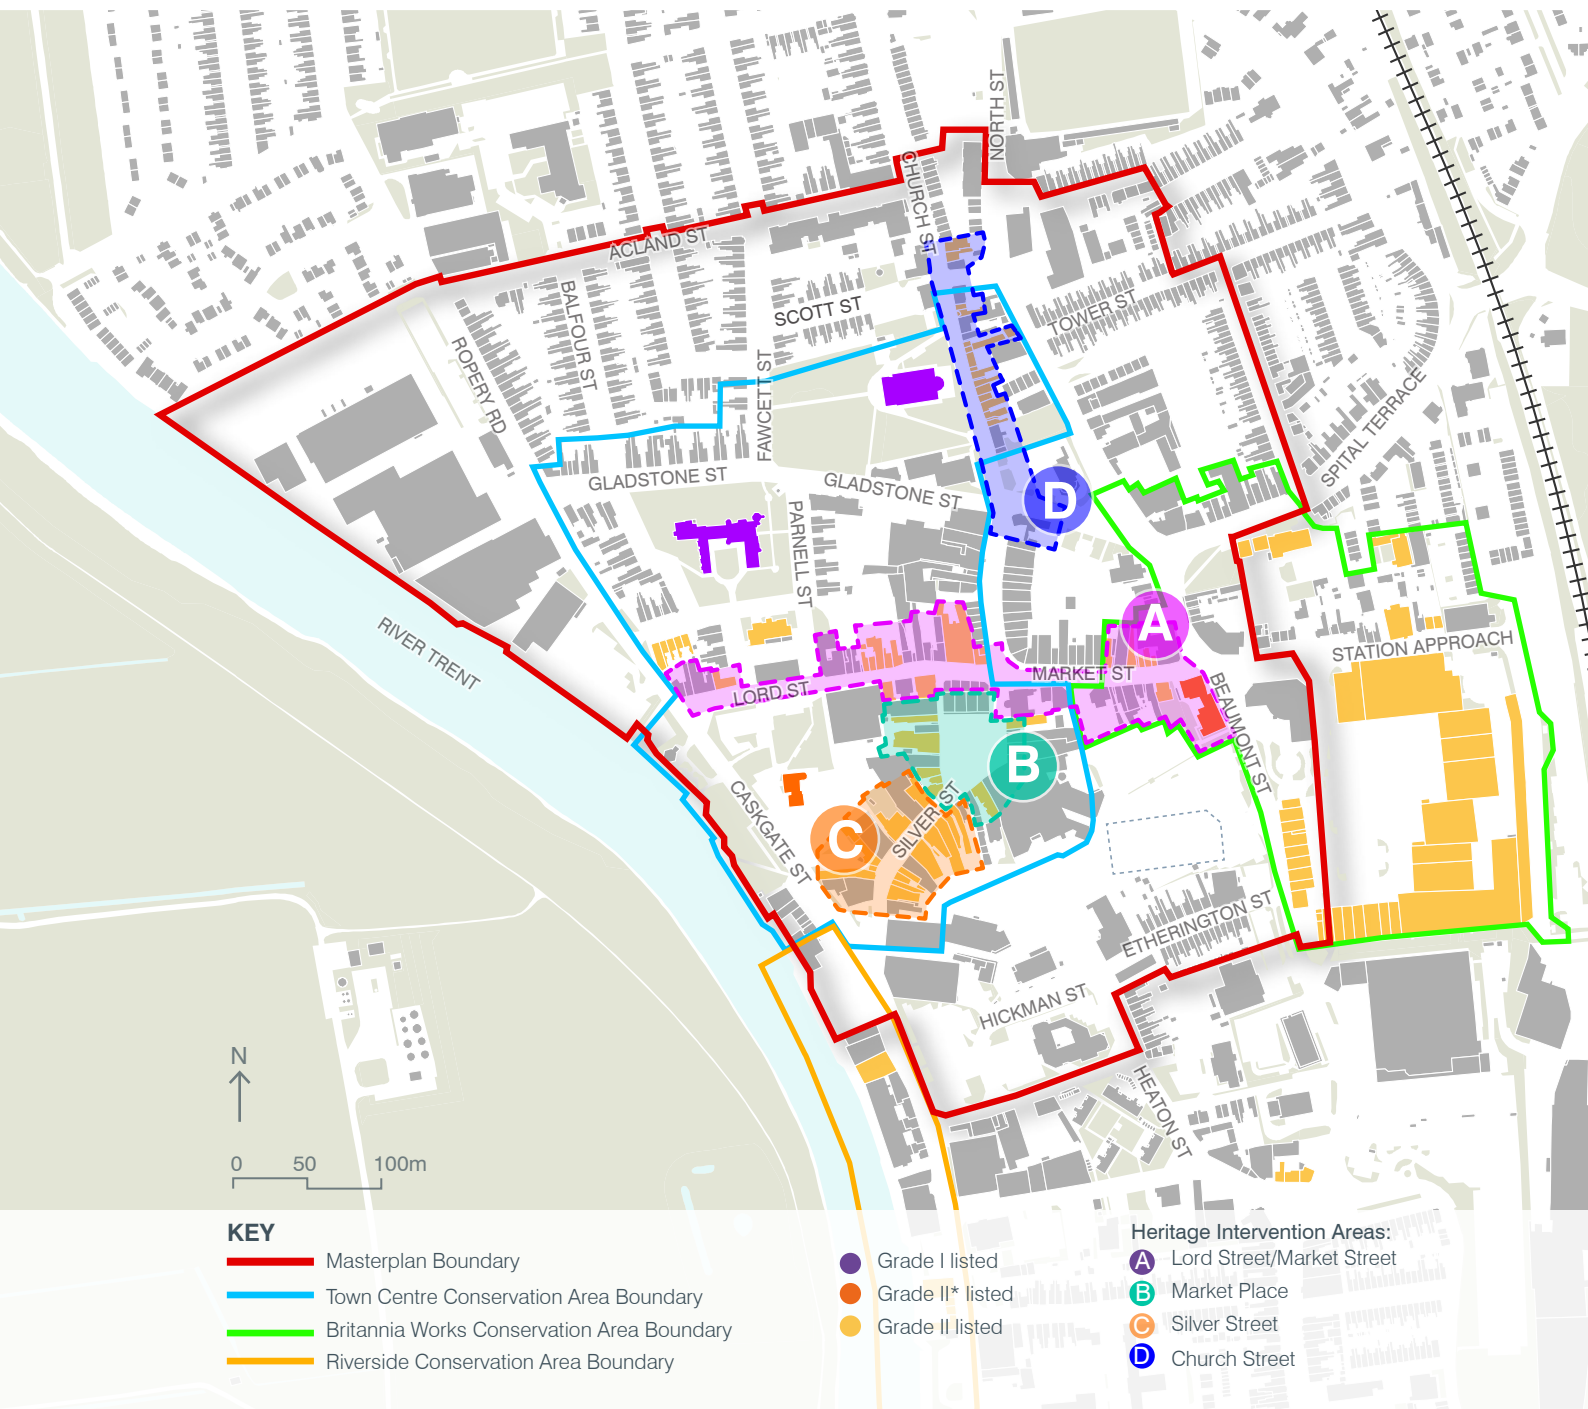 NORTH ST
CHURCH ST
ACLAND ST
BALFOUR ST
SCOTT ST
TOWER ST
ROPERY RD
FAWCETT ST
SPITAL TERRACE
GLADSTONE ST
GLADSTONE ST
D
PARNELL ST
A
STATION APPROACH
RIVER TRENT
MARKET ST
LORD ST
BEAUMONT ST
B
CASKGATE ST
SILVER ST
C
ETHERINGTON ST
HICKMAN ST
HEATON ST
N
0 50 100m
KEY
Masterplan Boundary
Town Centre Conservation Area Boundary
Britannia Works Conservation Area Boundary
Riverside Conservation Area Boundary
Grade I listed
Grade II* listed
Grade II listed
Heritage Intervention Areas:
A Lord Street/Market Street
B Market Place
C Silver Street
D Church Street